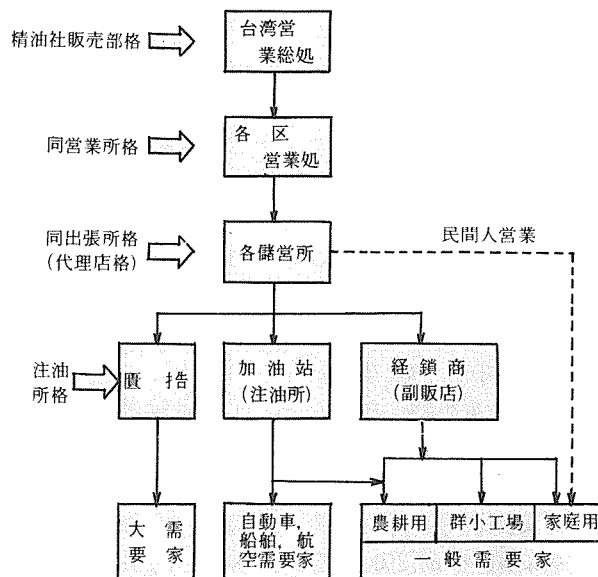 精油社販売部格
台湾営
業総処
同営業所格
各区
営業処
同出張所格
(代理店格)
各儲営所
民間人営業
注油
所格
加油站
(注油所)
経鎖商
(副販店)
大需
要家
自動車,
船舶, 航
空需要家
農耕用
群小工場
家庭用
一般需要家